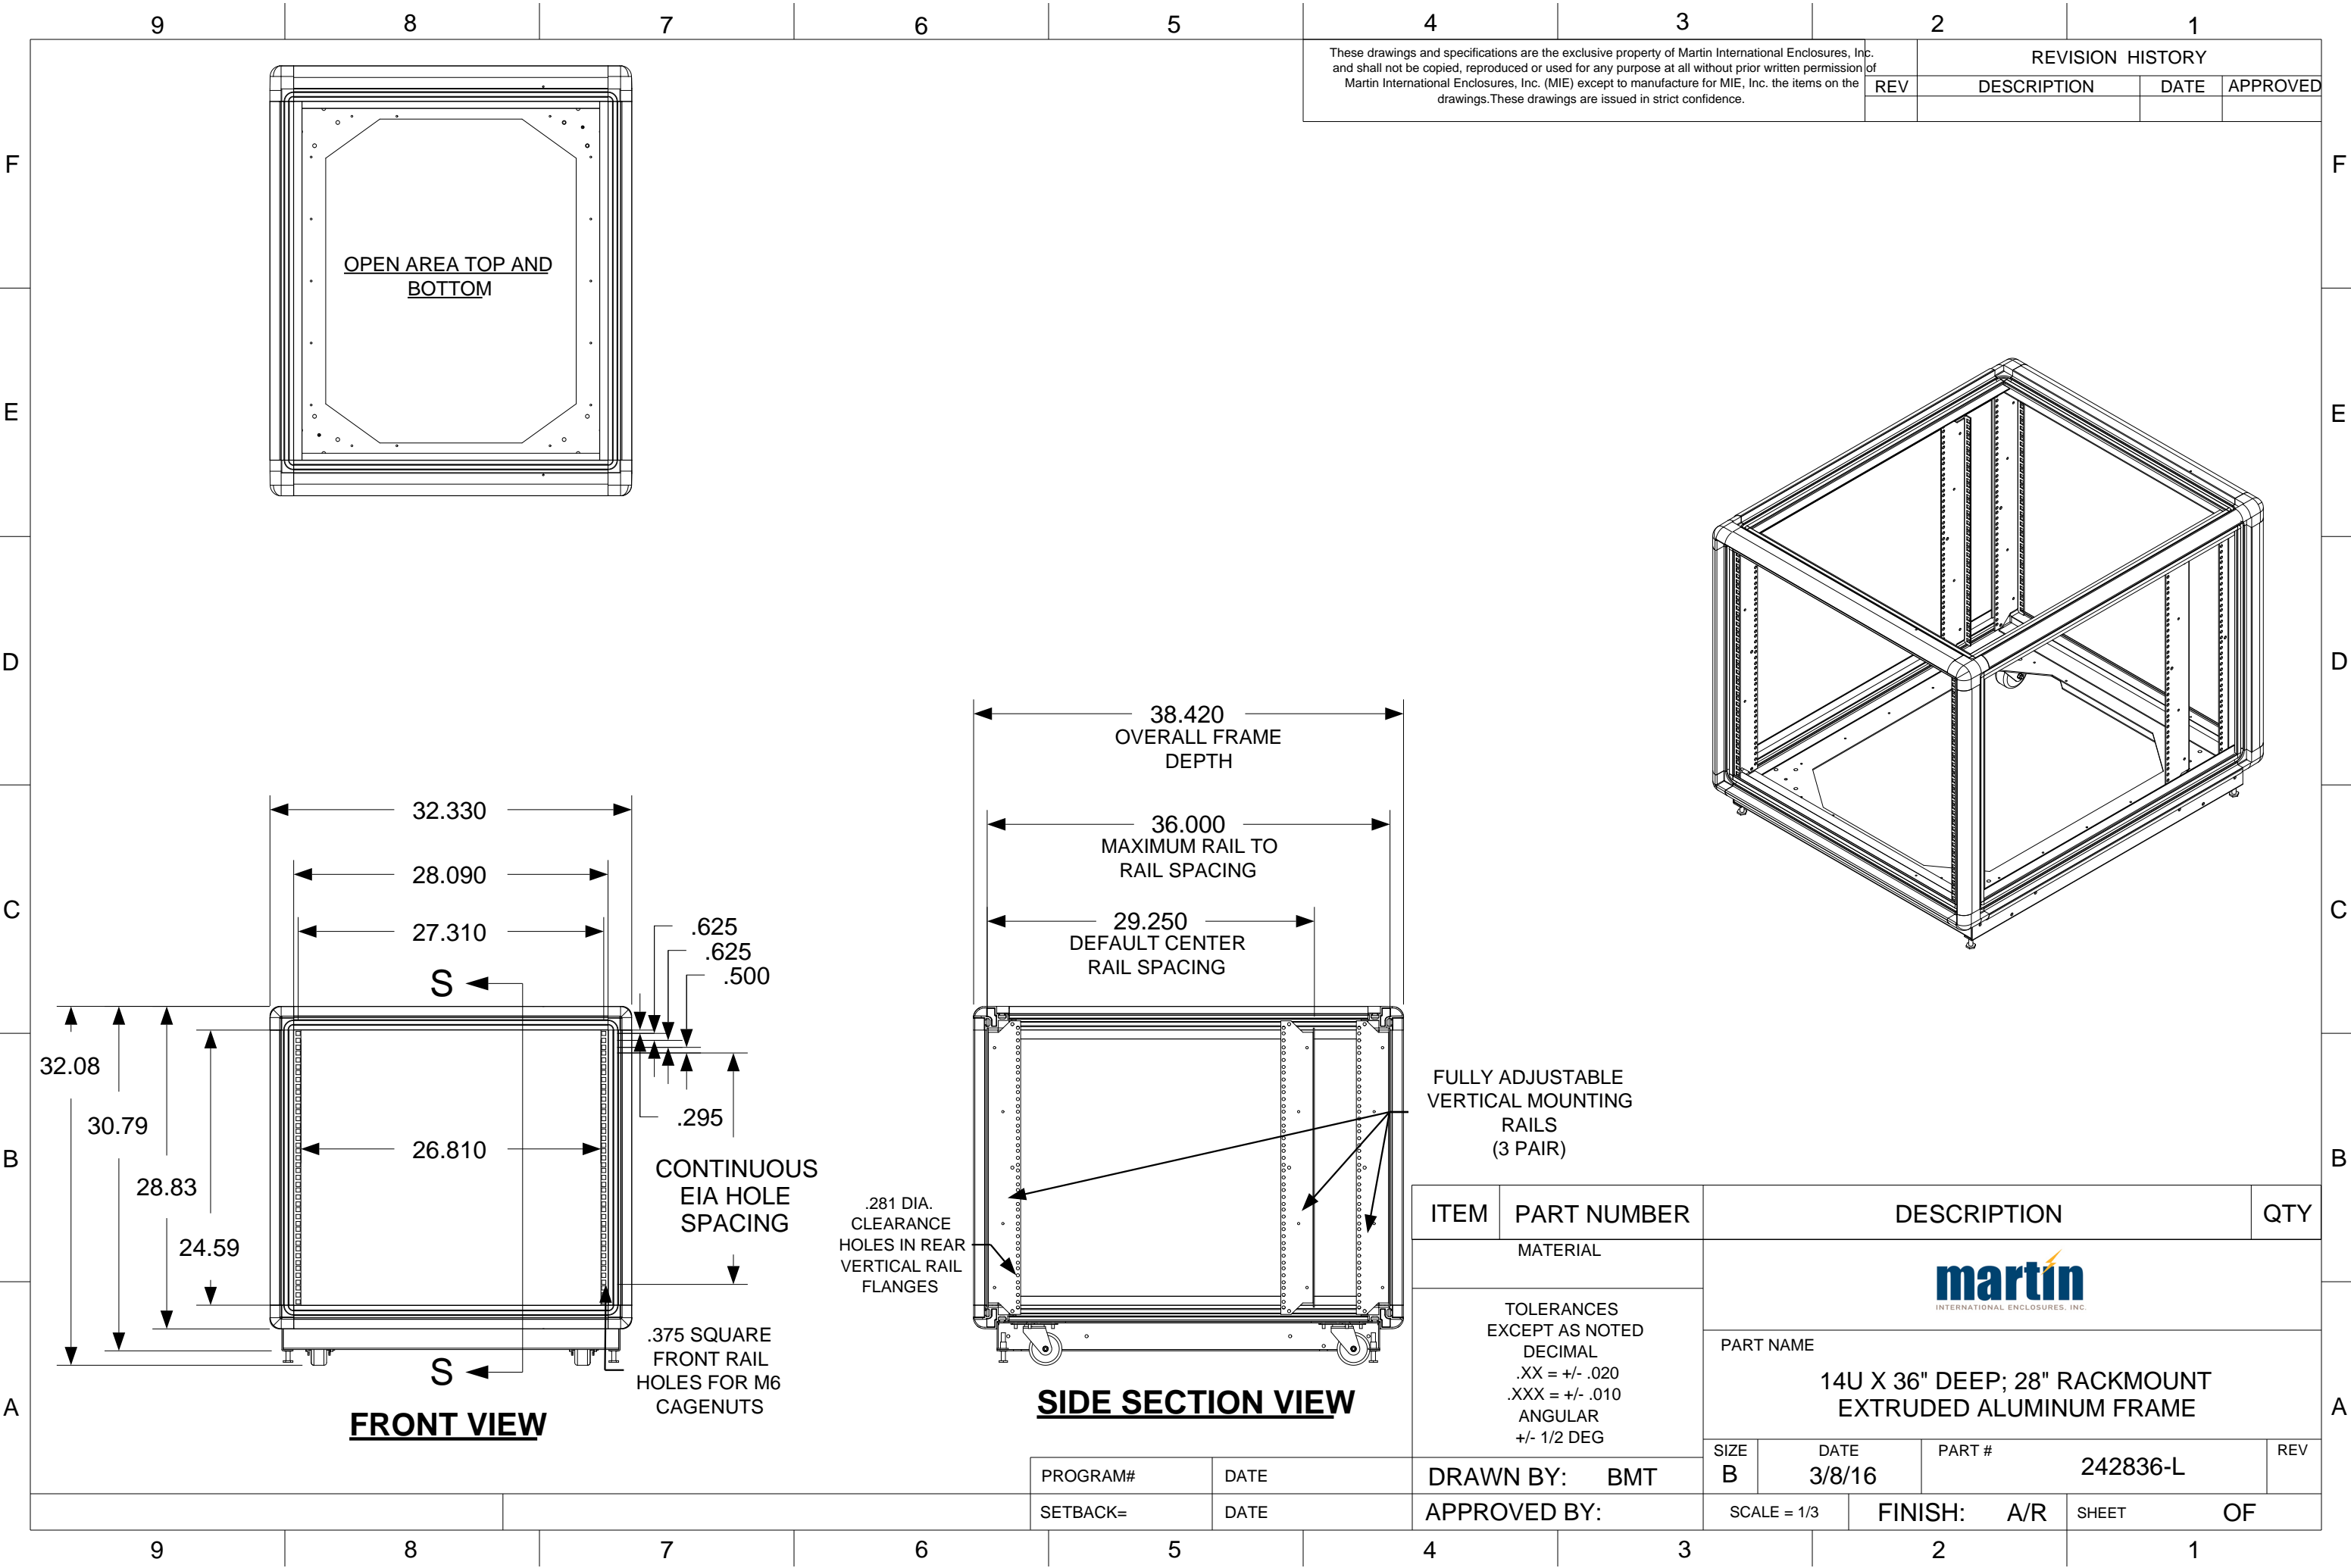 9 8 7 6 5 4 3 2 1
These drawings and specifications are the exclusive property of Martin International Enclosures, Inc.
and shall not be copied, reproduced or used for any purpose at all without prior written permission of
Martin International Enclosures, Inc. (MIE) except to manufacture for MIE, Inc. the items on the
drawings.These drawings are issued in strict confidence.
REVISION HISTORY
REV DESCRIPTION DATE APPROVED
F F
OPEN AREA TOP AND
BOTTOM
E E
D D
38.420
OVERALL FRAME
DEPTH
36.000
MAXIMUM RAIL TO
RAIL SPACING
29.250
DEFAULT CENTER
RAIL SPACING
32.330
28.090
27.310
C C
.625
.625
.500
S
32.08
30.79
28.83
24.59
26.810
.295
CONTINUOUS
EIA HOLE
SPACING
B B
.375 SQUARE
FRONT RAIL
HOLES FOR M6
CAGENUTS
S
FRONT VIEW
.281 DIA.
CLEARANCE
HOLES IN REAR
VERTICAL RAIL
FLANGES
FULLY ADJUSTABLE
VERTICAL MOUNTING
RAILS
(3 PAIR)
SIDE SECTION VIEW
ITEM PART NUMBER DESCRIPTION QTY
MATERIAL
martin
INTERNATIONAL ENCLOSURES, INC.
TOLERANCES
EXCEPT AS NOTED
DECIMAL
.XX = +/- .020
.XXX = +/- .010
ANGULAR
+/- 1/2 DEG
PART NAME
14U X 36" DEEP; 28" RACKMOUNT
EXTRUDED ALUMINUM FRAME
A A
SIZE DATE PART # REV
B 3/8/16 242836-L
PROGRAM# DATE DRAWN BY: BMT
SETBACK= DATE APPROVED BY: SCALE = 1/3 FINISH: A/R SHEET OF
9 8 7 6 5 4 3 2 1